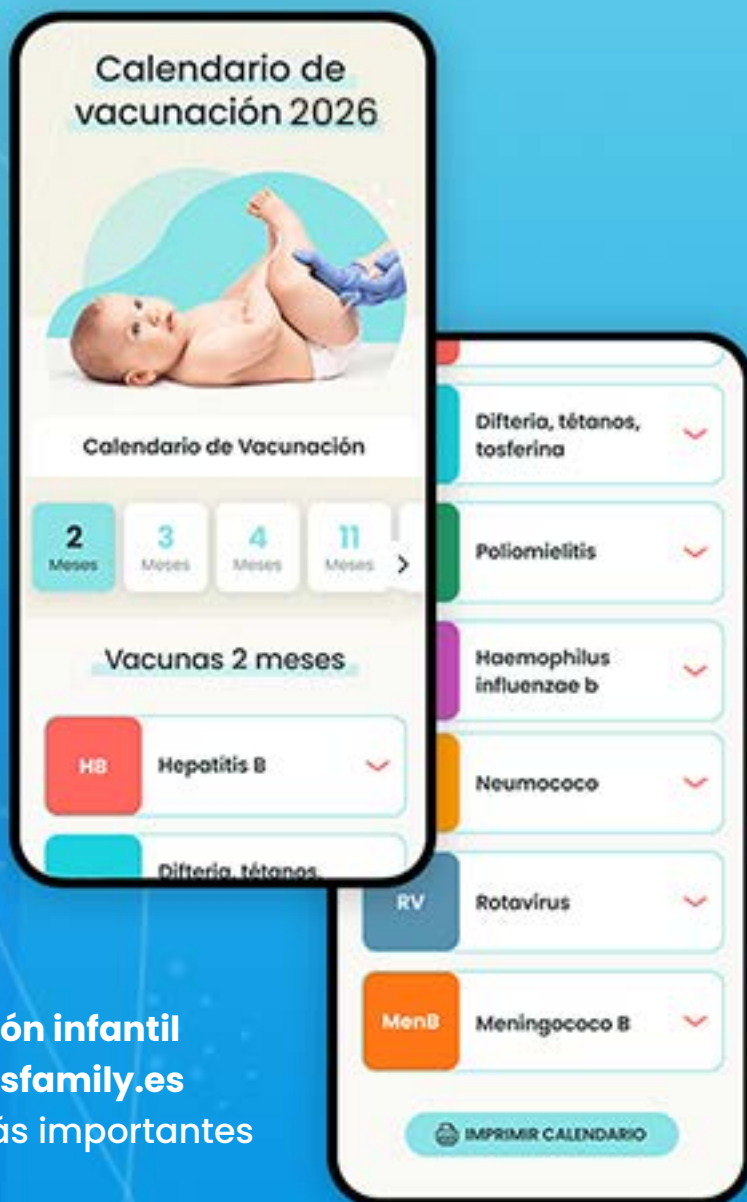 Calendario de
vacunación 2026
Calendario de Vacunación
2
Meses
3
Meses
4
Meses
11
Meses
Vacunas 2 meses
HB
Hepatitis B
Difteria, tétanos,
Difteria, tétanos,
tosferina
Poliomielitis
Haemophilus
influenzae b
Neumococo
RV
Rotavirus
MenB
Meningococo B
IMPRIMIR CALENDARIO
ón infantil
sfamily.es
ás importantes